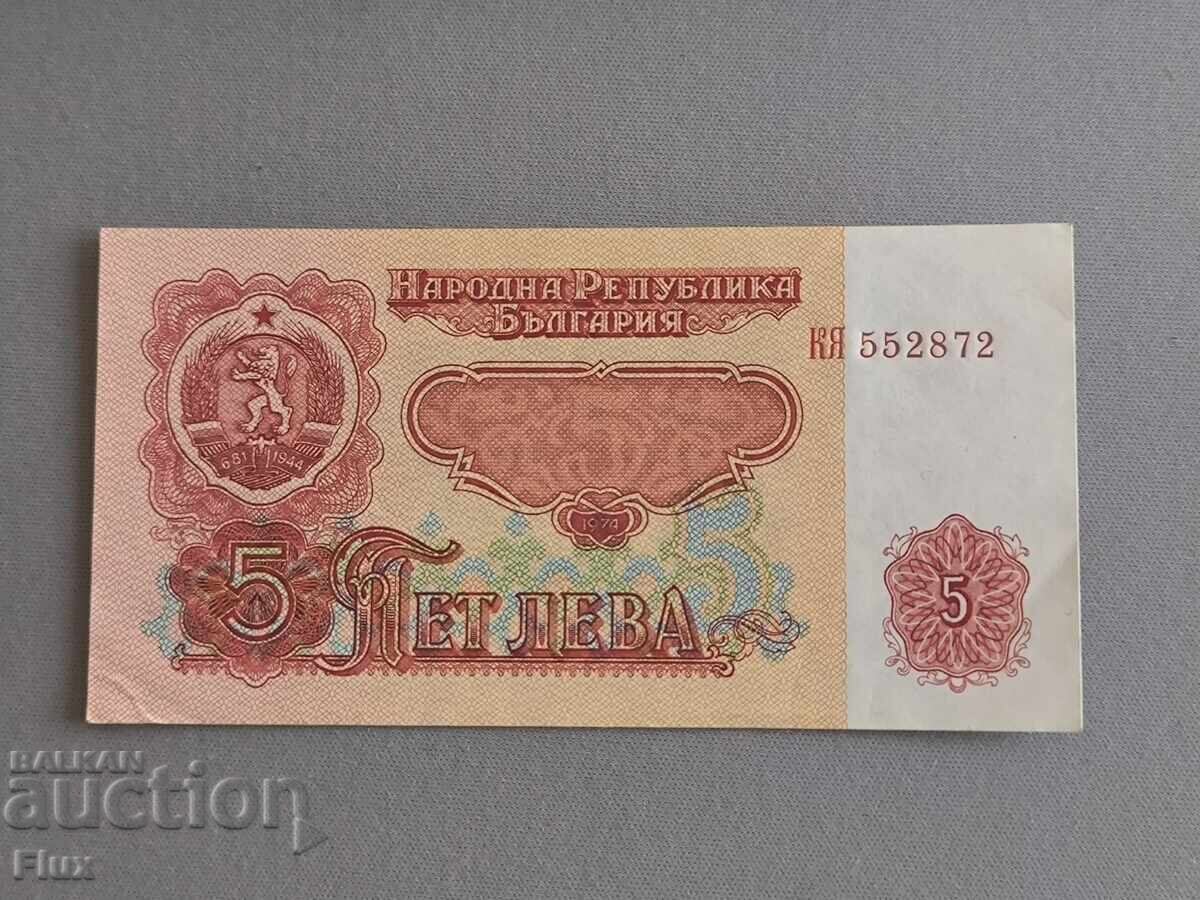 НАРОДНА РЕПУБЛИКА
БЪЛГАРИЯ
КЯ 552872
681 1944
1974
5
5
ПЕТ ЛЕВА
5
BALKAN
auction
Flux